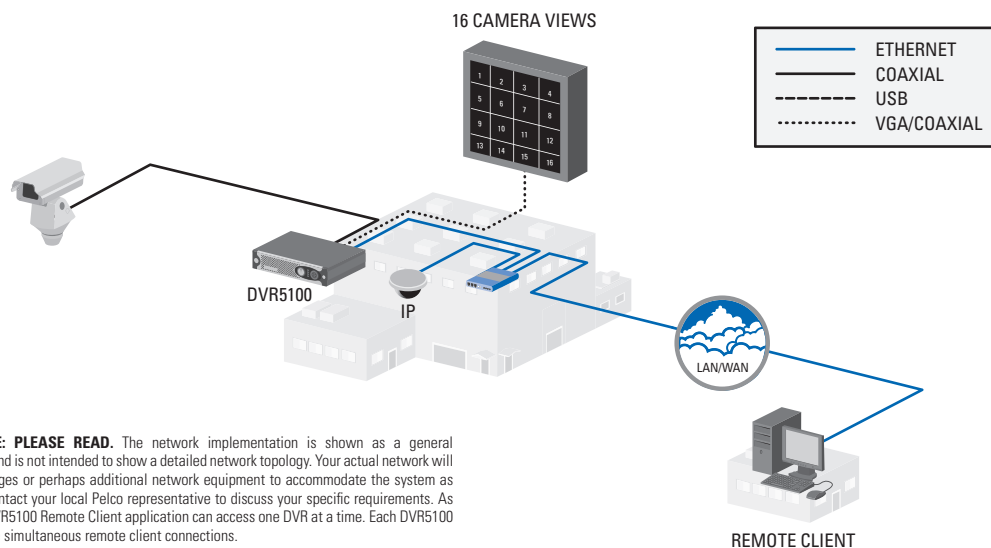 16 CAMERA VIEWS
ETHERNET
COAXIAL
USB
VGA/COAXIAL
1 2 3 4
5 6 7 8
9 10 11 12
13 14 15 16
DVR5100
IP
LAN/WAN
REMOTE CLIENT
E: PLEASE READ. The network implementation is shown as a general
nd is not intended to show a detailed network topology. Your actual network will
ges or perhaps additional network equipment to accommodate the system as
ntact your local Pelco representative to discuss your specific requirements. As
R5100 Remote Client application can access one DVR at a time. Each DVR5100
simultaneous remote client connections.